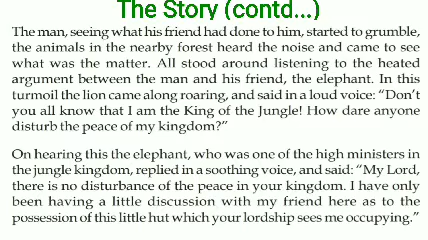 The Story (contd...)
The man, seeing what his friend had done to him, started to grumble,
the animals in the nearby forest heard the noise and came to see
what was the matter. All stood around listening to the heated
argument between the man and his friend, the elephant. In this
turmoil the lion came along roaring, and said in a loud voice: “Don’t
you all know that I am the King of the Jungle! How dare anyone
disturb the peace of my kingdom?”
On hearing this the elephant, who was one of the high ministers in
the jungle kingdom, replied in a soothing voice, and said: “My Lord,
there is no disturbance of the peace in your kingdom. I have only
been having a little discussion with my friend here as to the
possession of this little hut which your lordship sees me occupying.”